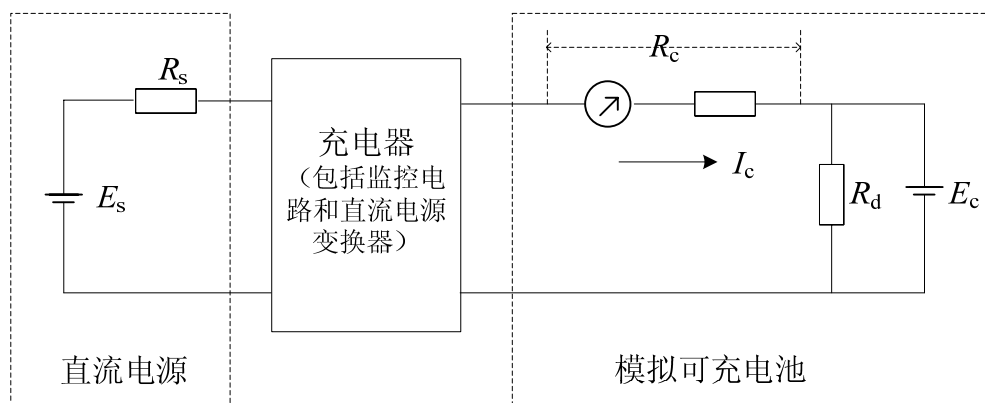 Rs
Es
直流电源
充电器
（包括监控电
路和直流电源
变换器）
Rc
Ic
Rd
Ec
模拟可充电池